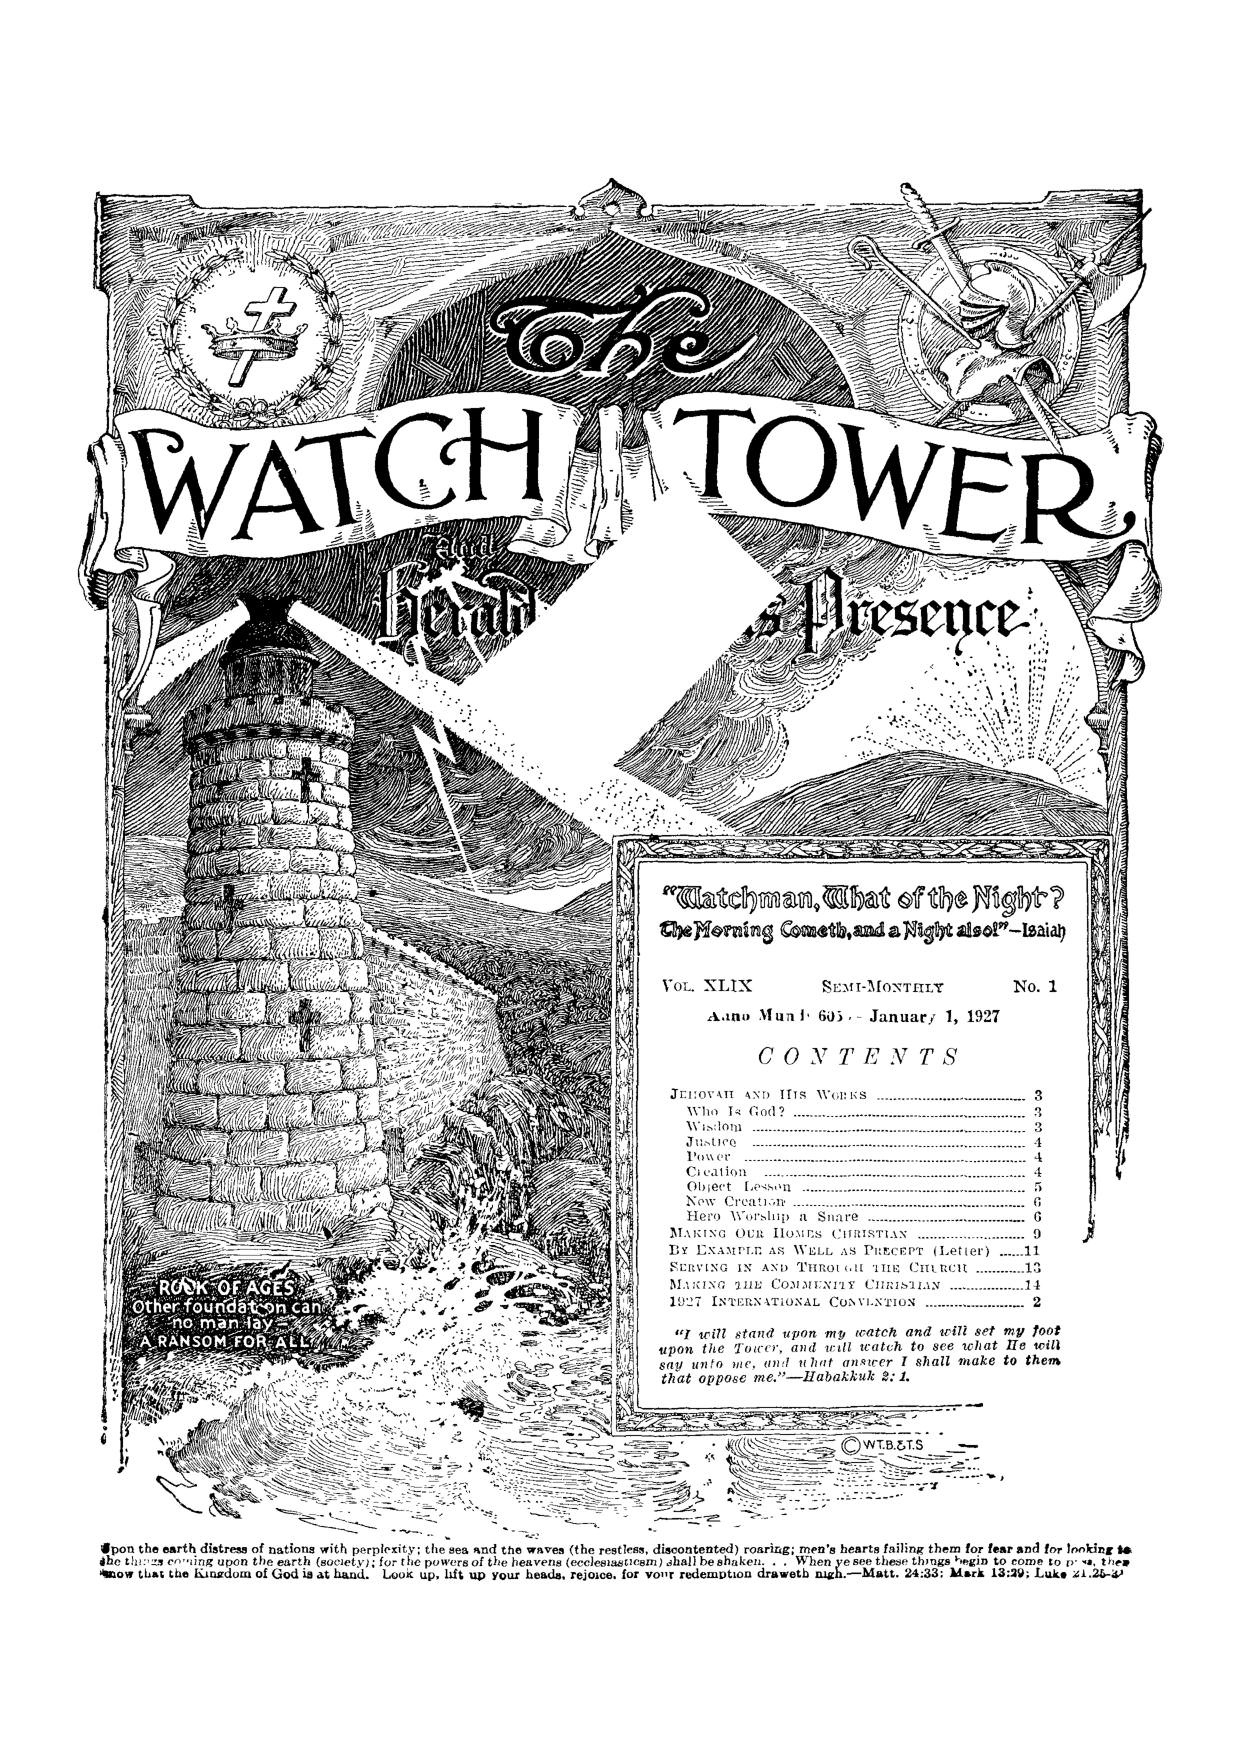 The
WATCH TOWER
And
Herald Presence
"Watchman, What of the Night?
The Morning Cometh, and a Night also!"—Isaiah
VOL. XLIX SEMI-MONTHLY No. 1
Anno Mundi January 1, 1927
CONTENTS
JEHOVAH AND HIS WORKS 3
Who Is God? 3
Wisdom 3
Justice 4
Power 4
Creation 4
Object Lesson 5
New Creation 6
Hero Worship a Snare 6
MAKING OUR HOMES CHRISTIAN 9
BY EXAMPLE AS WELL AS PRECEPT (Letter) 11
SERVING IN AND THROUGH THE CHURCH 13
MAKING THE COMMUNITY CHRISTIAN 14
1927 INTERNATIONAL CONVENTION 2
"I will stand upon my watch and will set my foot
upon the Tower, and will watch to see what He will
say unto me, and what answer I shall make to them
that oppose me."—Habakkuk 2:1.
ROCK OF AGES
Other foundation can
no man lay—
A RANSOM FOR ALL
© W.T.B.&T.S
Upon the earth distress of nations with perplexity; the sea and the waves (the restless, discontented) roaring; men's hearts failing them for fear and for looking to
the things coming upon the earth (society); for the powers of the heavens (ecclesiasticsm) shall be shaken. . . When ye see these things begin to come to pass, then
know that the Kingdom of God is at hand. Look up, lift up your heads, rejoice, for your redemption draweth nigh.—Matt. 24:33; Mark 13:29; Luke